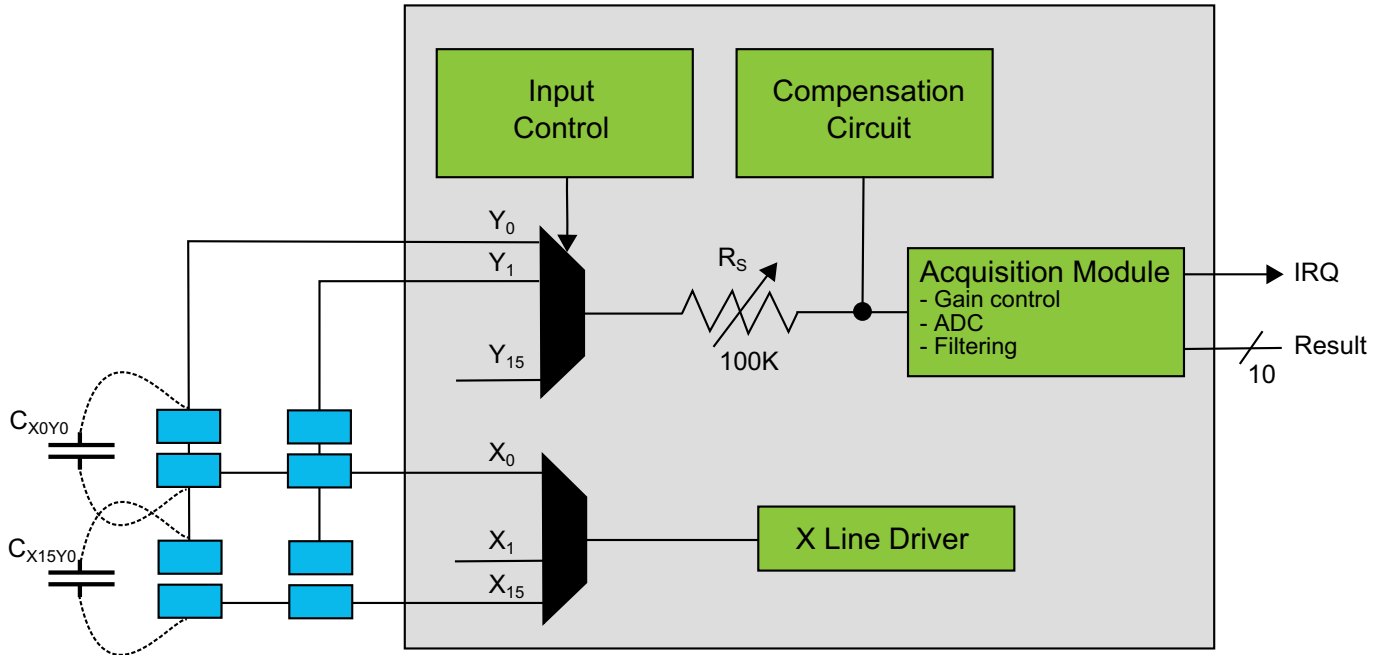 Input
Control
Compensation
Circuit
Y0
Y1
Y15
RS
100K
Acquisition Module
- Gain control
- ADC
- Filtering
IRQ
Result
10
CX0Y0
CX15Y0
X0
X1
X15
X Line Driver